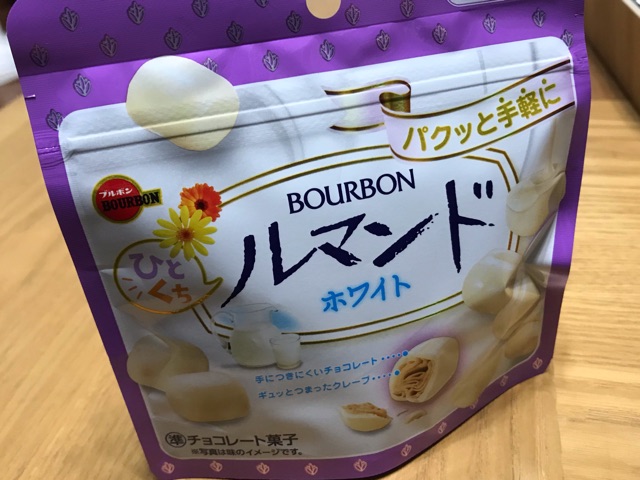 パクッと手軽に
ブルボン
BOURBON
BOURBON
ルマンド
ホワイト
ひと
くち
手につきにくいチョコレート・・・・
ギュッとつまったクレープ・・・・
準チョコレート菓子
※写真は味のイメージです。